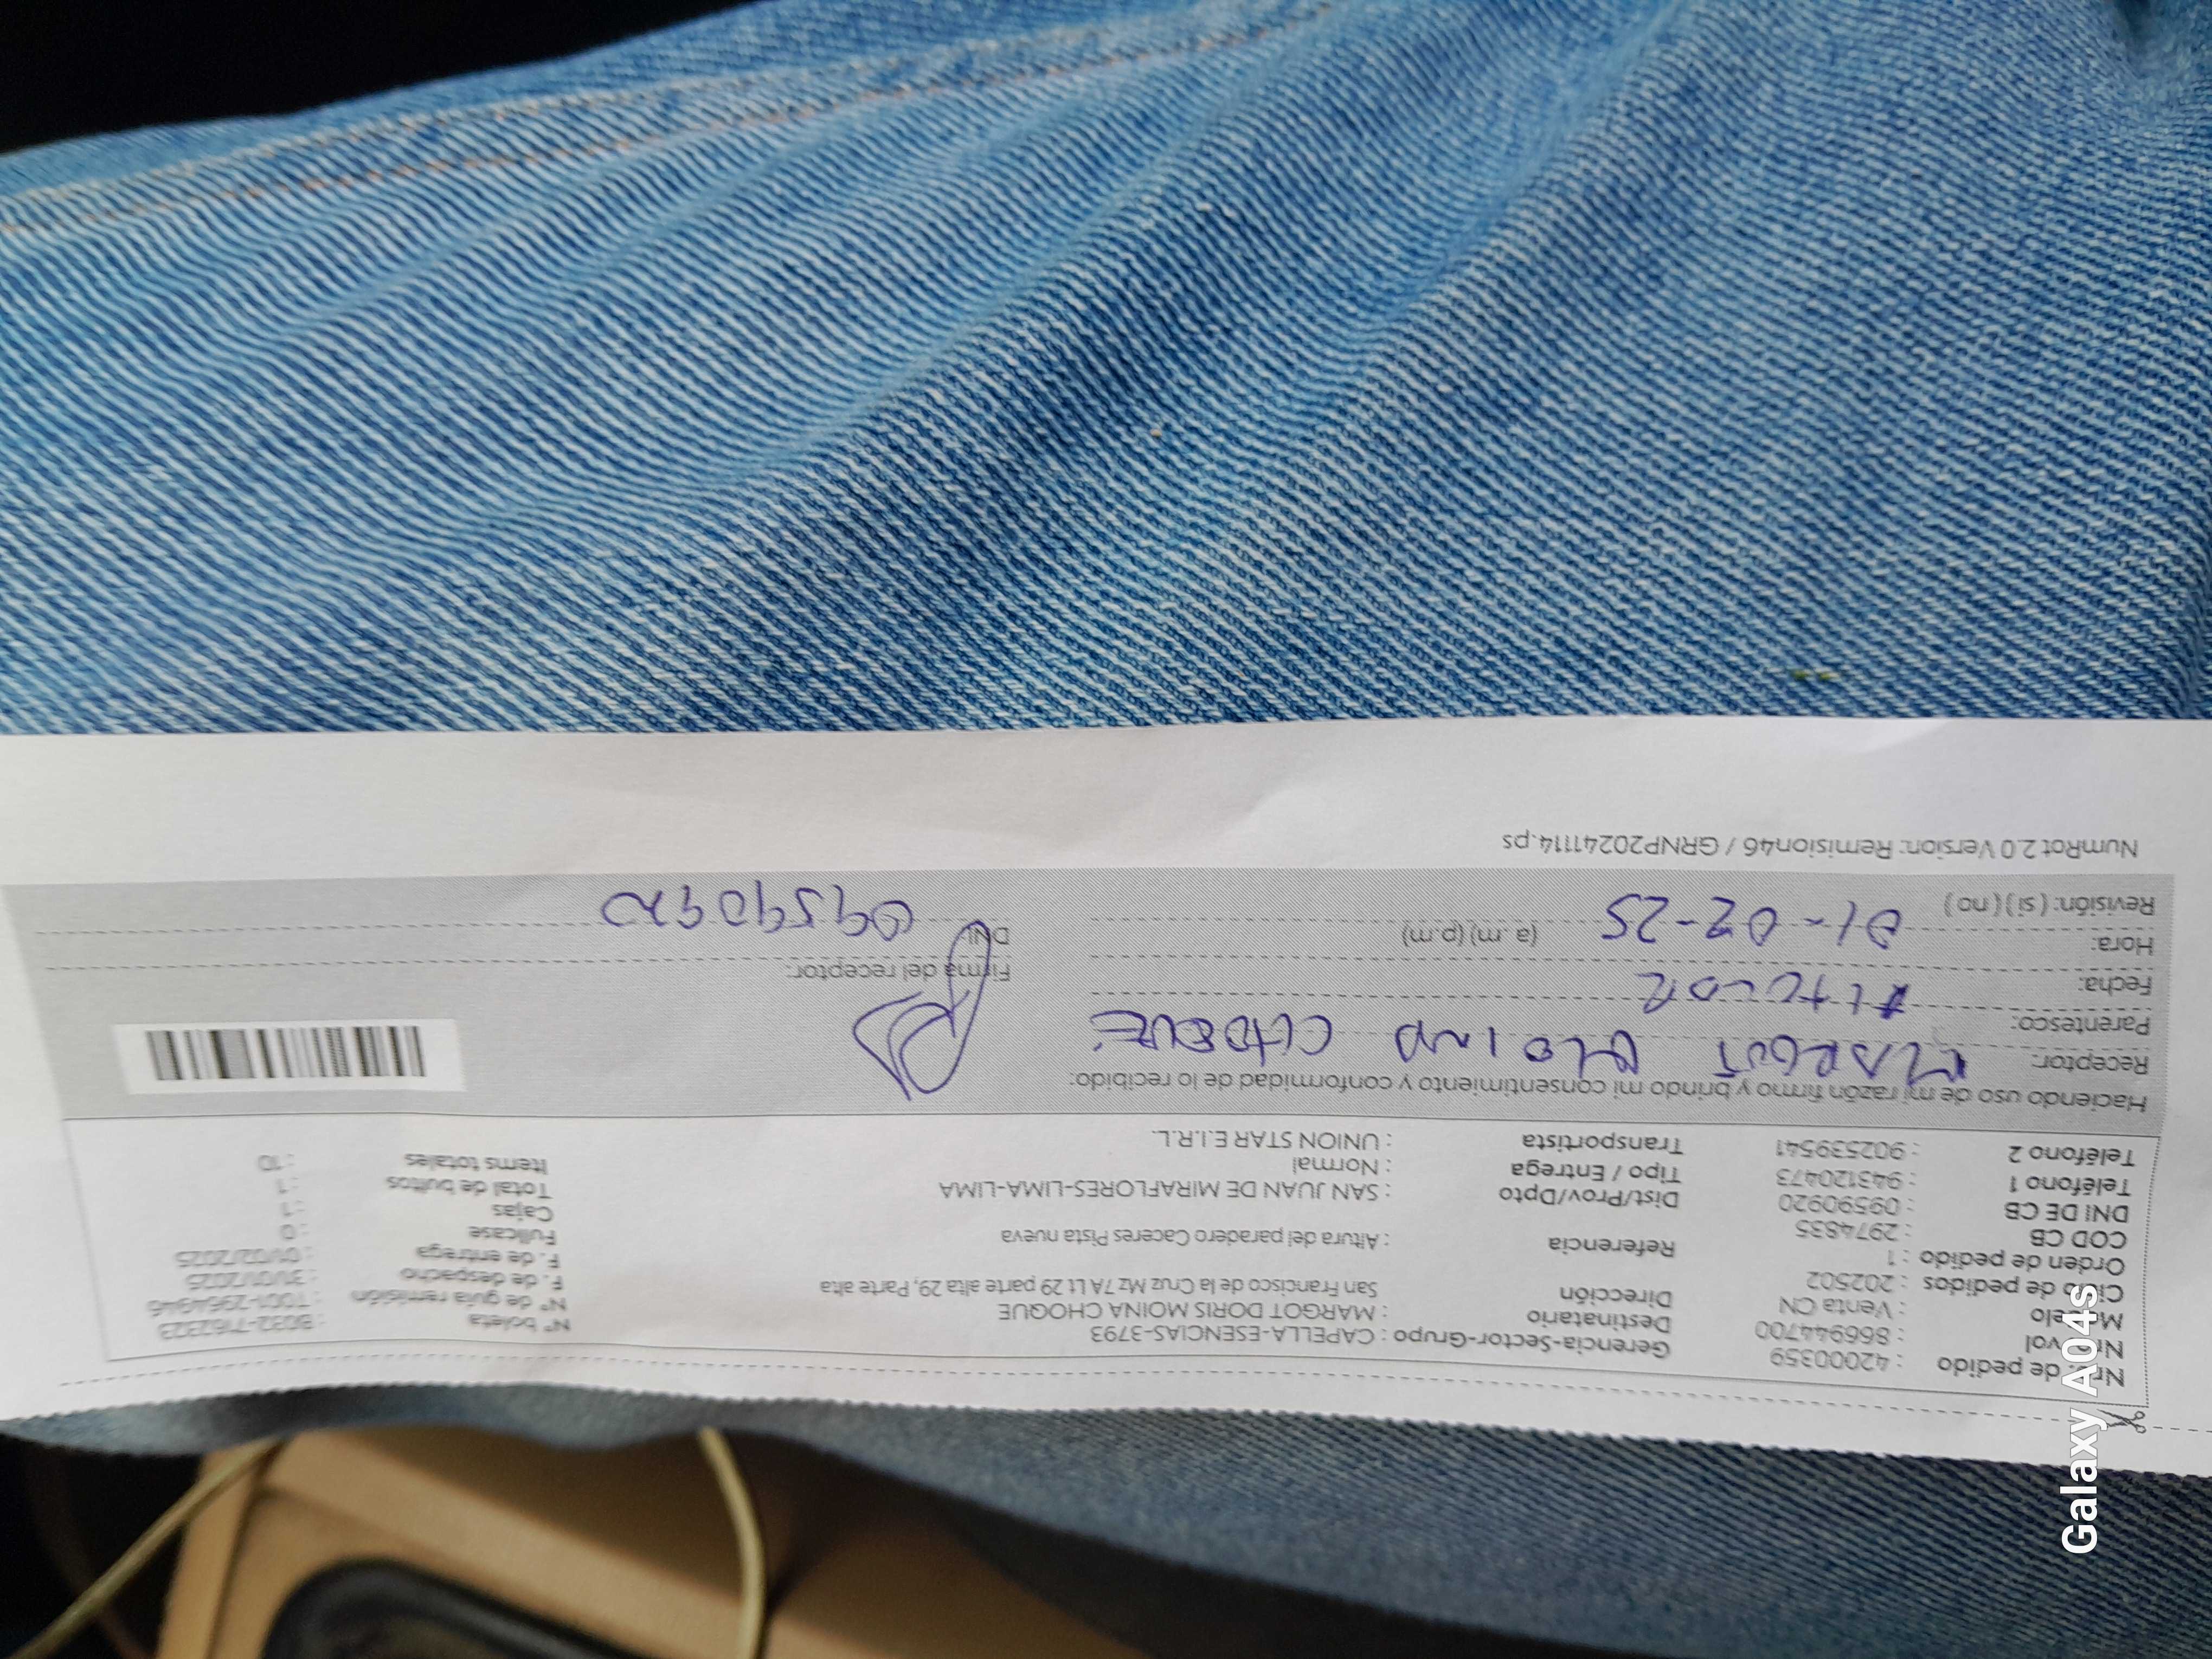 Nro de pedido : 42000359
Nro vol : 866944700
Modelo : Venta CN
Ciclo de pedidos : 202502
Orden de pedido : 1
COD CB : 2974835
DNI DE CB : 09590920
Teléfono 1 : 943120473
Teléfono 2 : 902539541
Gerencia-Sector-Grupo : CAPELLA-ESENCIAS-3793
Destinatario : MARGOT DORIS MOINA CHOQUE
Dirección San Francisco de la Cruz Mz 7A Lt 29 parte alta 29, Parte alta
Referencia : Altura del paradero Caceres Pista nueva
Dist/Prov/Dpto : SAN JUAN DE MIRAFLORES-LIMA-LIMA
Tipo / Entrega : Normal
Transportista : UNION STAR E.I.R.L.
N° boleta : B032-7162323
N° de guía remisión : T001-2964946
F. de despacho : 31/01/2025
F. de entrega : 01/02/2025
Fullcase : 0
Cajas : 1
Total de bultos : 1
Items totales : 10
Haciendo uso de mi razón firmo y brindo mi consentimiento y conformidad de lo recibido:
Receptor: MARGOT CHOQUE
Parentesco: TITULAR
Fecha:
Hora: 01-02-25 (a.m) (p.m)
Revisión: ( si ) ( no )
Firma del receptor:
DNI
NumRot 2.0 Version: Remision46 / GRNP20241114.ps
Galaxy A04s